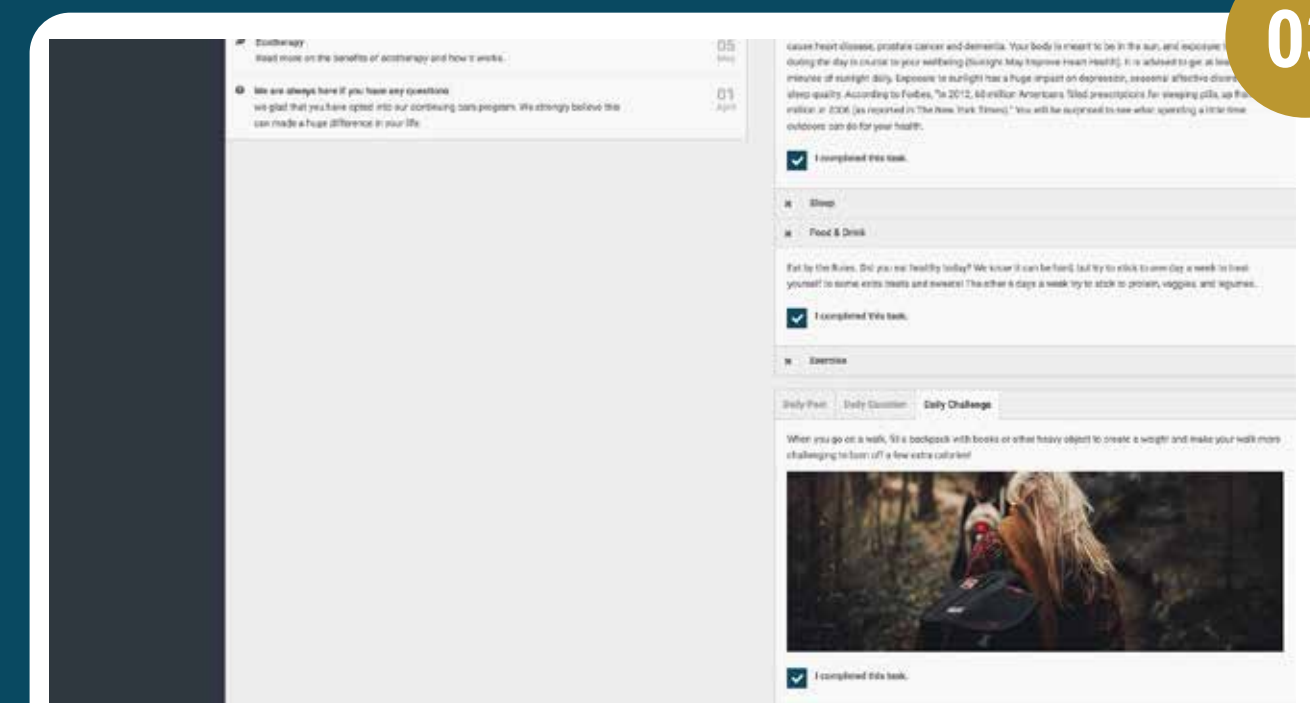 03
Ecotherapy
Read more on the benefits of ecotherapy and how it works.
05
May
We are always here if you have any questions
we glad that you have opted into our continuing care program. We strongly believe this
can made a huge difference in your life
01
April
cause heart disease, prostate cancer and dementia. Your body is meant to be in the sun, and exposure
during the day is crucial to your wellbeing (Sunlight May Improve Heart Health). It is advised to get at
minutes of sunlight daily. Exposure to sunlight has a huge impact on depression, seasonal affective
sleep quality. According to Forbes, "In 2012, 60 million Americans filled prescriptions for sleeping pills, up
million in 2006 (as reported in The New York Times)." You will be surprised to see what spending a little time
outdoors can do for your health.
I completed this task.
Sleep
Food & Drink
Eat by the Rules. Did you eat healthy today? We know it can be hard, but try to stick to one day a week to treat
yourself to some extra treats and sweets! The other 6 days a week try to stick to protein, veggies, and legumes.
I completed this task.
Exercise
Daily Post Daily Question Daily Challenge
When you go on a walk, fill a backpack with books or other heavy object to create a weight and make your walk more
challenging to burn off a few extra calories!
I completed this task.